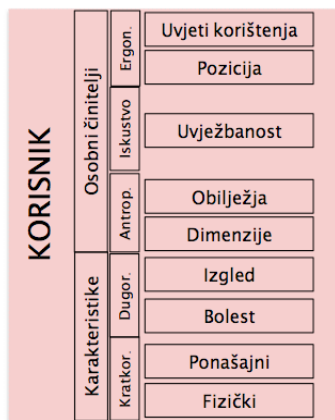 KORISNIK
Osobni činitelji
Ergon.
Uvjeti korištenja
Pozicija
Iskustvo
Uvježbanost
Antrop.
Obilježja
Dimenzije
Karakteristike
Dugor.
Izgled
Bolest
Kratkor.
Ponašajni
Fizički